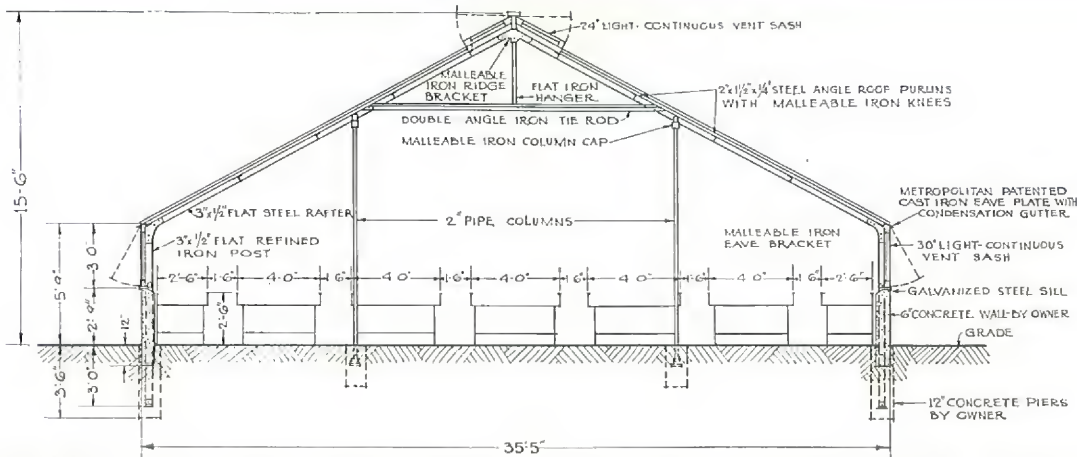 24" LIGHT-CONTINUOUS VENT SASH
MALLEABLE
IRON RIDGE
BRACKET
FLAT IRON
HANGER
2"x1½"x¼" STEEL ANGLE ROOF PURLINS
WITH MALLEABLE IRON KNEES
DOUBLE ANGLE IRON TIE ROD
MALLEABLE IRON COLUMN CAP
15'-6"
METROPOLITAN PATENTED
CAST IRON EAVE PLATE WITH
CONDENSATION GUTTER
3"x½" FLAT STEEL RAFTER
2" PIPE COLUMNS
3"x½" FLAT REFINED
IRON POST
MALLEABLE IRON
EAVE BRACKET
30" LIGHT-CONTINUOUS
VENT SASH
5'-9"
3'-0"
2'-6" 1'-6" 4'-0" 1'-6" 4'-0" 1'-6" 4'-0" 1'-6" 4'-0" 1'-6" 4'-0" 1'-6" 2'-6"
GALVANIZED STEEL SILL
2'-9"
12"
2'-6"
6" CONCRETE WALL-BY OWNER
GRADE
3'-6"
3'-0"
12" CONCRETE PIERS
BY OWNER
35'-5"